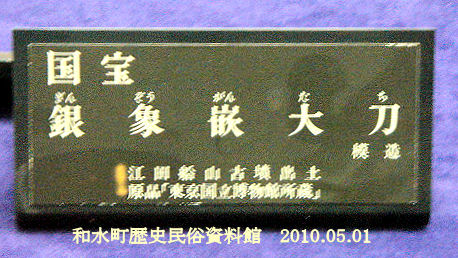 国宝
ぎん ぞう がん た ち
銀象嵌大刀
模造
江田船山古墳出土
原品「東京国立博物館所蔵」
和水町歴史民俗資料館 2010.05.01